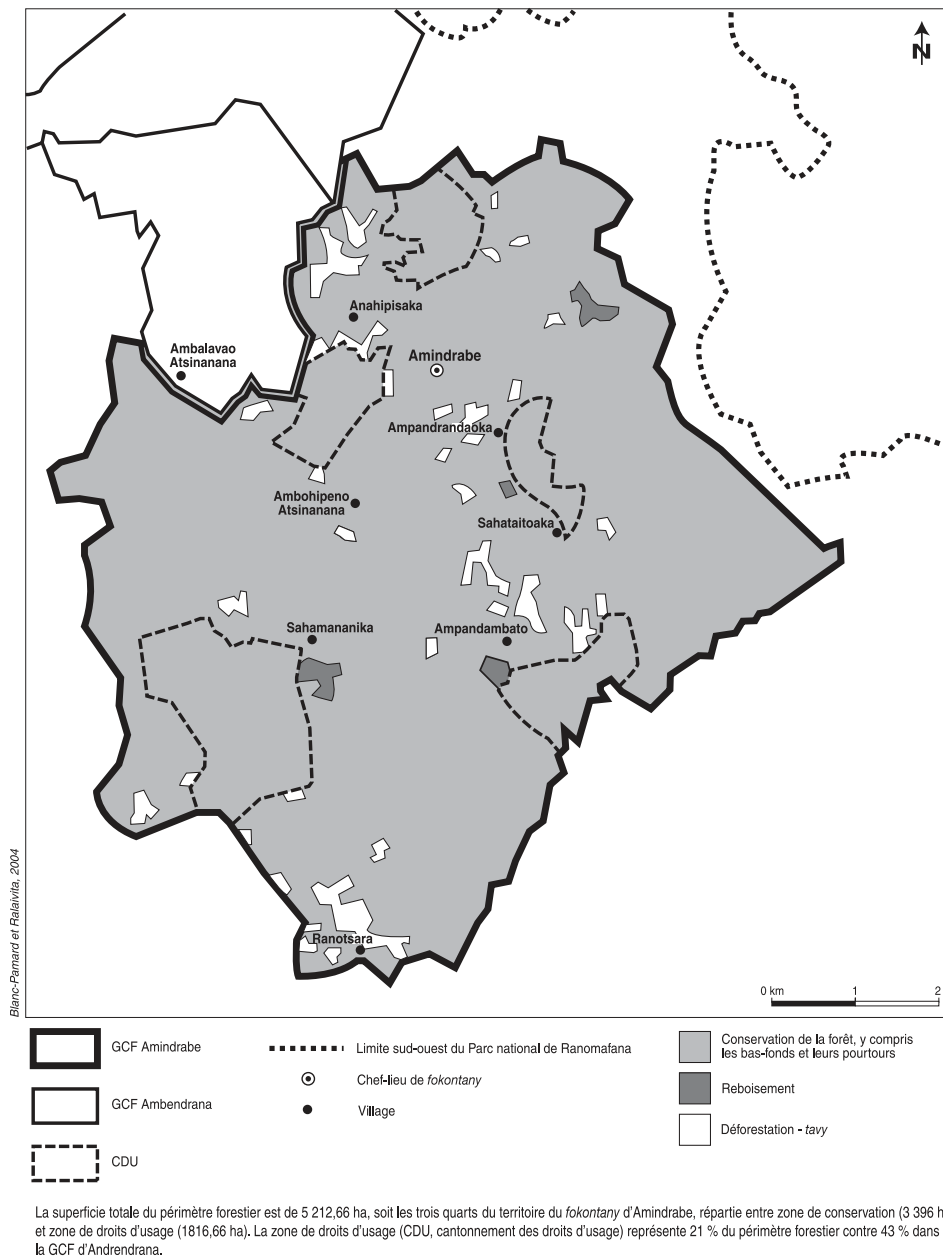 N
Anahipisaka
Ambalavao
Atsinanana
Amindrabe
Ampandrandaoka
Ambohipeno
Atsinanana
Sahataitoaka
Sahamananika
Ampandambato
Ranotsara
Blanc-Pamard et Ralaivita, 2004
0 km 1 2
GCF Amindrabe
GCF Ambendrana
CDU
Limite sud-ouest du Parc national de Ranomafana
Chef-lieu de fokontany
Village
Conservation de la forêt, y compris
les bas-fonds et leurs pourtours
Reboisement
Déforestation - tavy
La superficie totale du périmètre forestier est de 5 212,66 ha, soit les trois quarts du territoire du fokontany d'Amindrabe, répartie entre zone de conservation (3 396 h
et zone de droits d'usage (1816,66 ha). La zone de droits d'usage (CDU, cantonnement des droits d'usage) représente 21 % du périmètre forestier contre 43 % dans
la GCF d'Andrendrana.